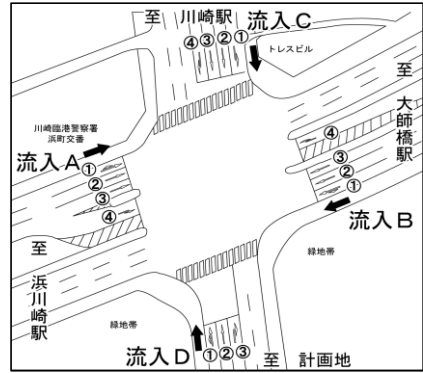 至 川崎駅
流入C
④③②①
トレスビル
至 大師橋駅
川崎臨港警察署
浜町交番
流入A
①
②
③
④
④
③
②
①
流入B
至 浜川崎駅
緑地帯
緑地帯
流入D
①②③
至 計画地